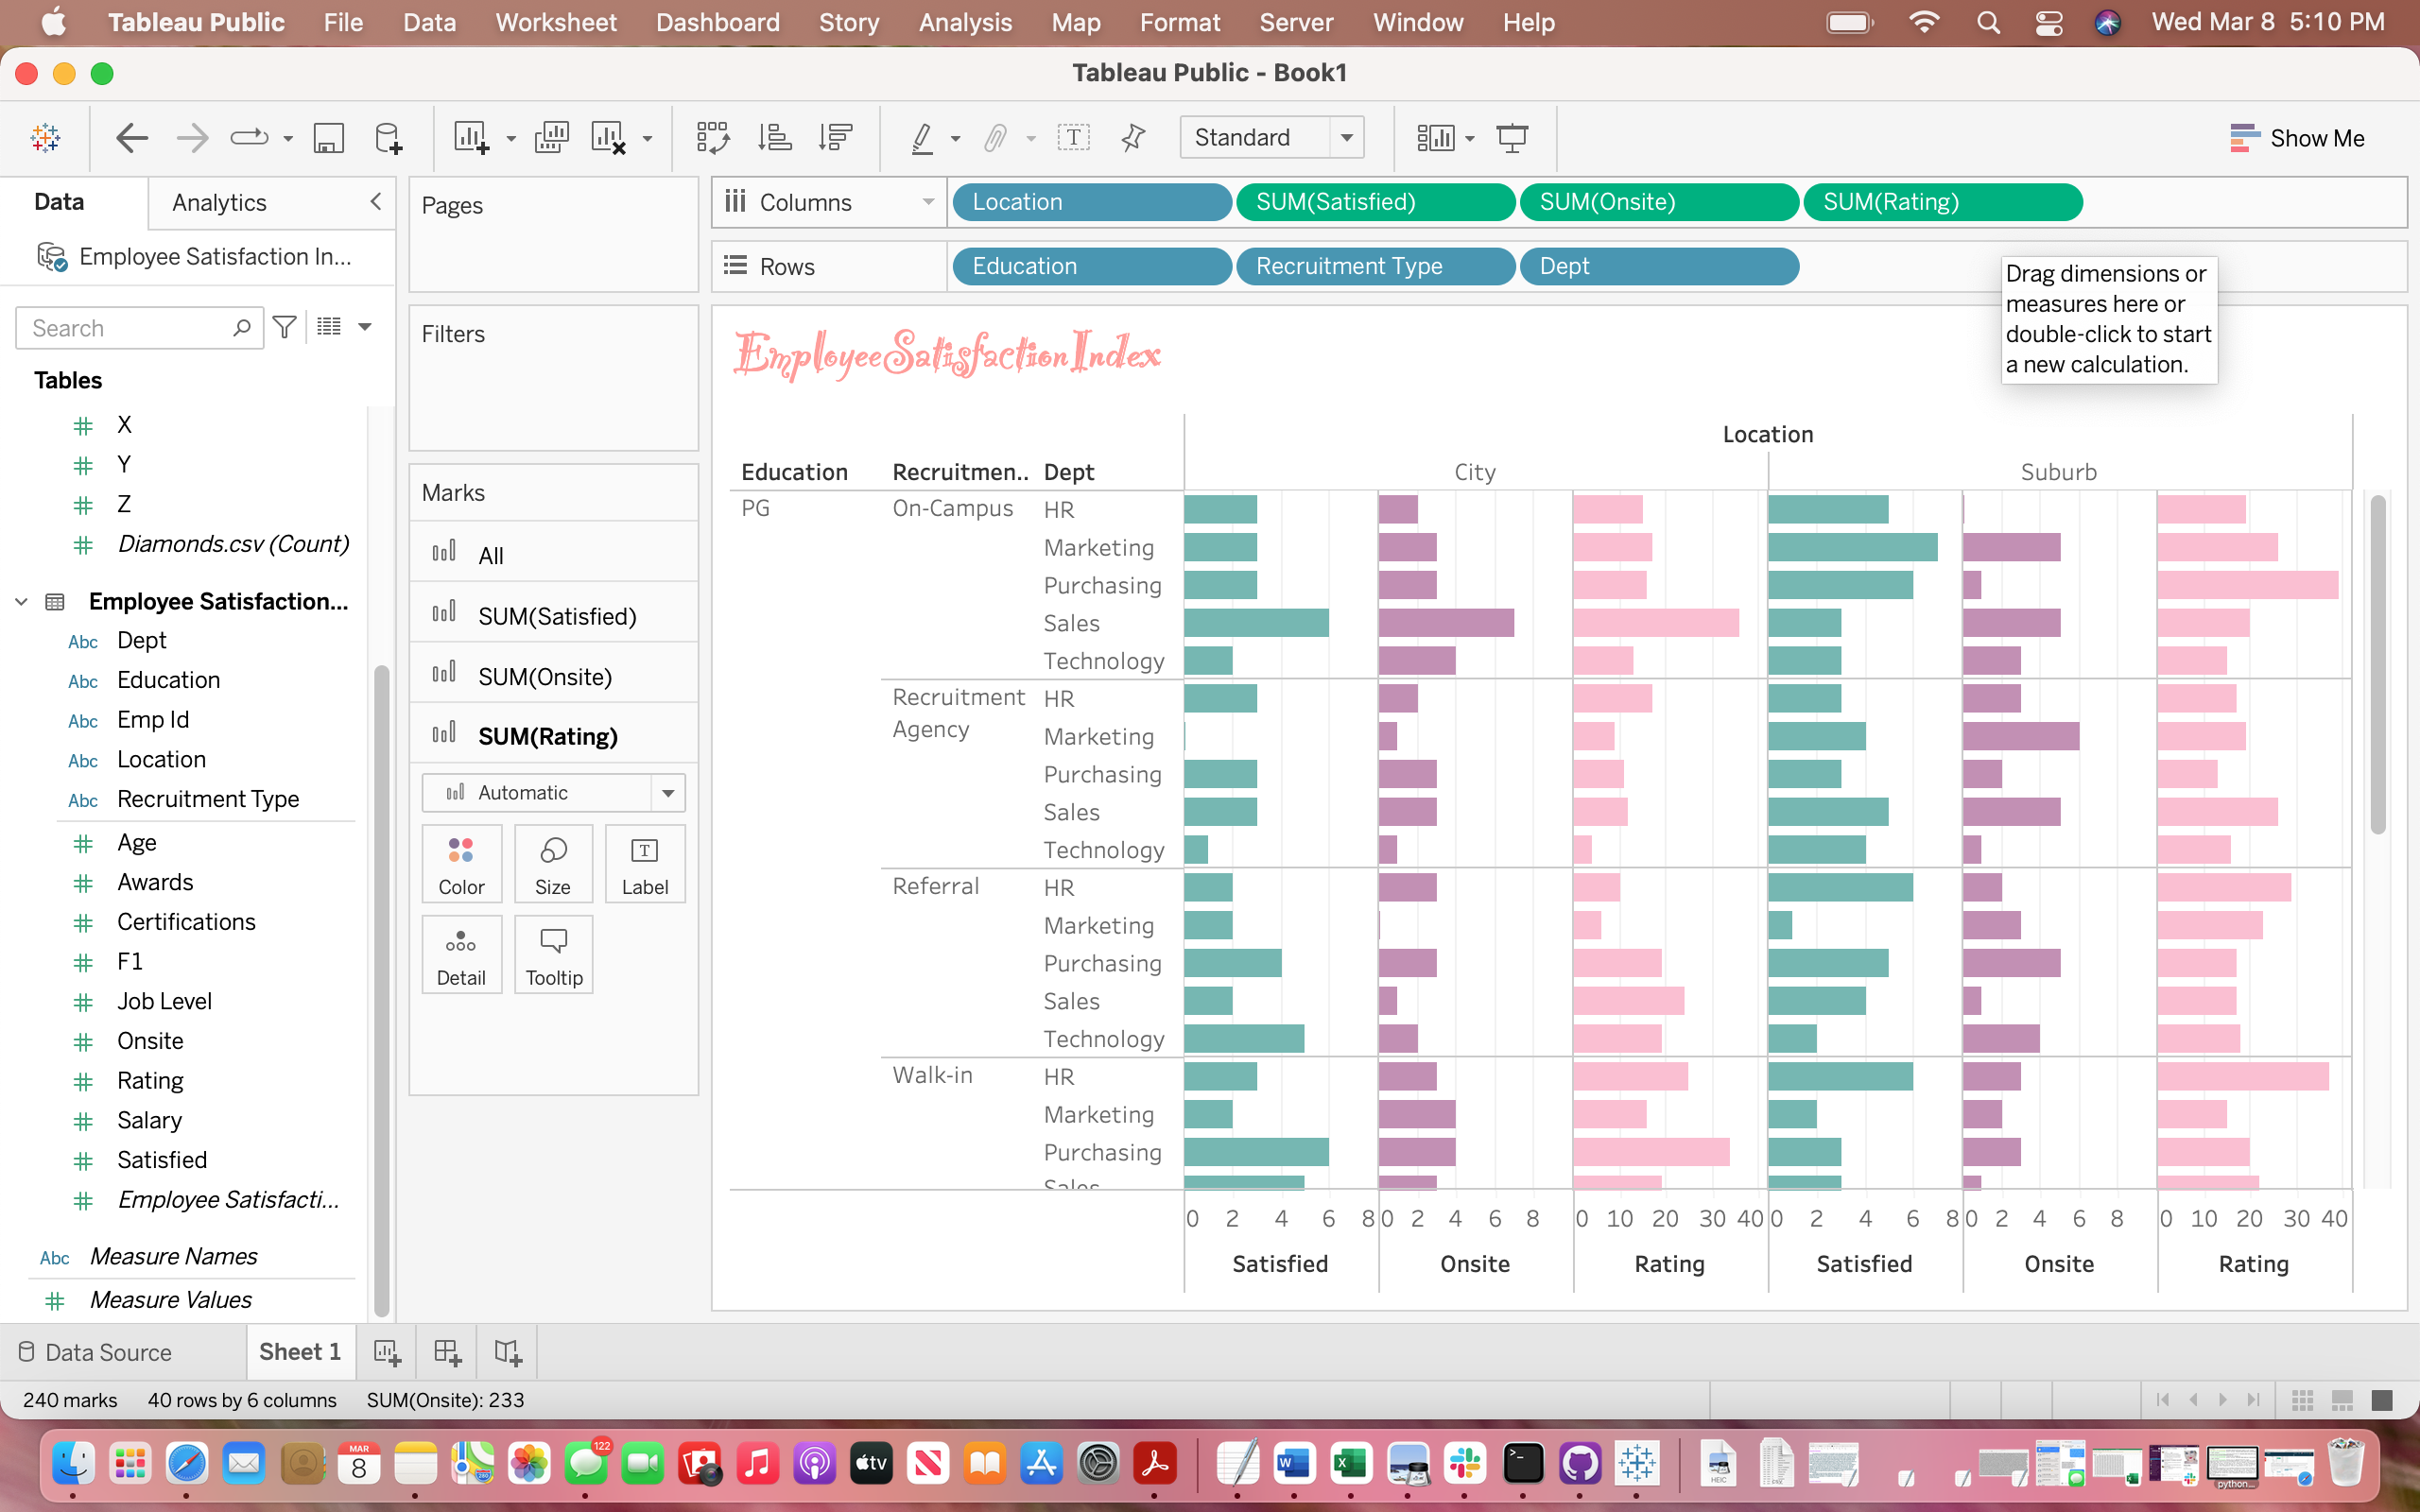 Tableau Public File Data Worksheet Dashboard Story Analysis Map Format Server Window Help Wed Mar 8 5:10 PM
Tableau Public - Book1
Standard Show Me
Data Analytics
Employee Satisfaction In...
Search
Tables
X
Y
Z
Diamonds.csv (Count)
Employee Satisfaction...
Abc Dept
Abc Education
Abc Emp Id
Abc Location
Abc Recruitment Type
Age
Awards
Certifications
F1
Job Level
Onsite
Rating
Salary
Satisfied
Employee Satisfacti...
Abc Measure Names
Measure Values
Pages
Filters
Marks
All
SUM(Satisfied)
SUM(Onsite)
SUM(Rating)
Automatic
Color Size Label
Detail Tooltip
Columns Location SUM(Satisfied) SUM(Onsite) SUM(Rating)
Rows Education Recruitment Type Dept
Drag dimensions or
measures here or
double-click to start
a new calculation.
EmployeeSatisfactionIndex
Location
Education Recruitmen.. Dept City Suburb
PG On-Campus HR
Marketing
Purchasing
Sales
Technology
Recruitment HR
Agency Marketing
Purchasing
Sales
Technology
Referral HR
Marketing
Purchasing
Sales
Technology
Walk-in HR
Marketing
Purchasing
Sales
0 2 4 6 8 0 2 4 6 8 0 10 20 30 40 0 2 4 6 8 0 2 4 6 8 0 10 20 30 40
Satisfied Onsite Rating Satisfied Onsite Rating
Data Source Sheet 1
240 marks 40 rows by 6 columns SUM(Onsite): 233
MAR
8
122
tv
W
X
HEIC
python...